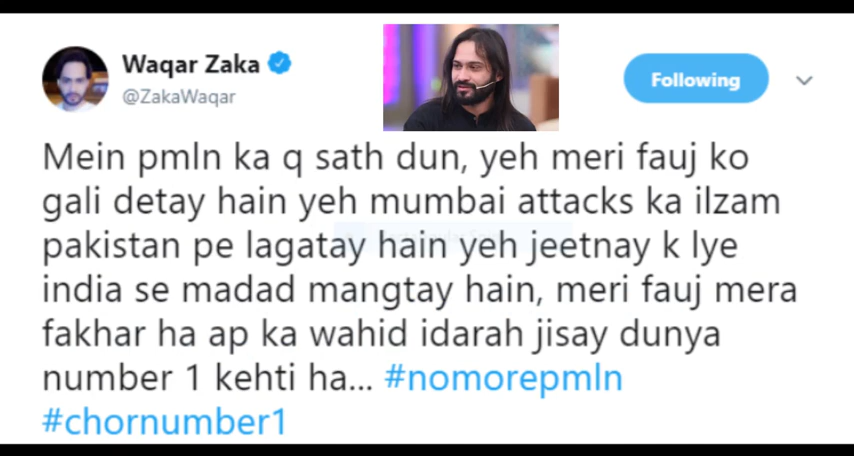 Waqar Zaka
@ZakaWaqar
Following
Mein pmln ka q sath dun, yeh meri fauj ko
gali detay hain yeh mumbai attacks ka ilzam
pakistan pe lagatay hain yeh jeetnay k lye
india se madad mangtay hain, meri fauj mera
fakhar ha ap ka wahid idarah jisay dunya
number 1 kehti ha... #nomorepmln
#chornumber1